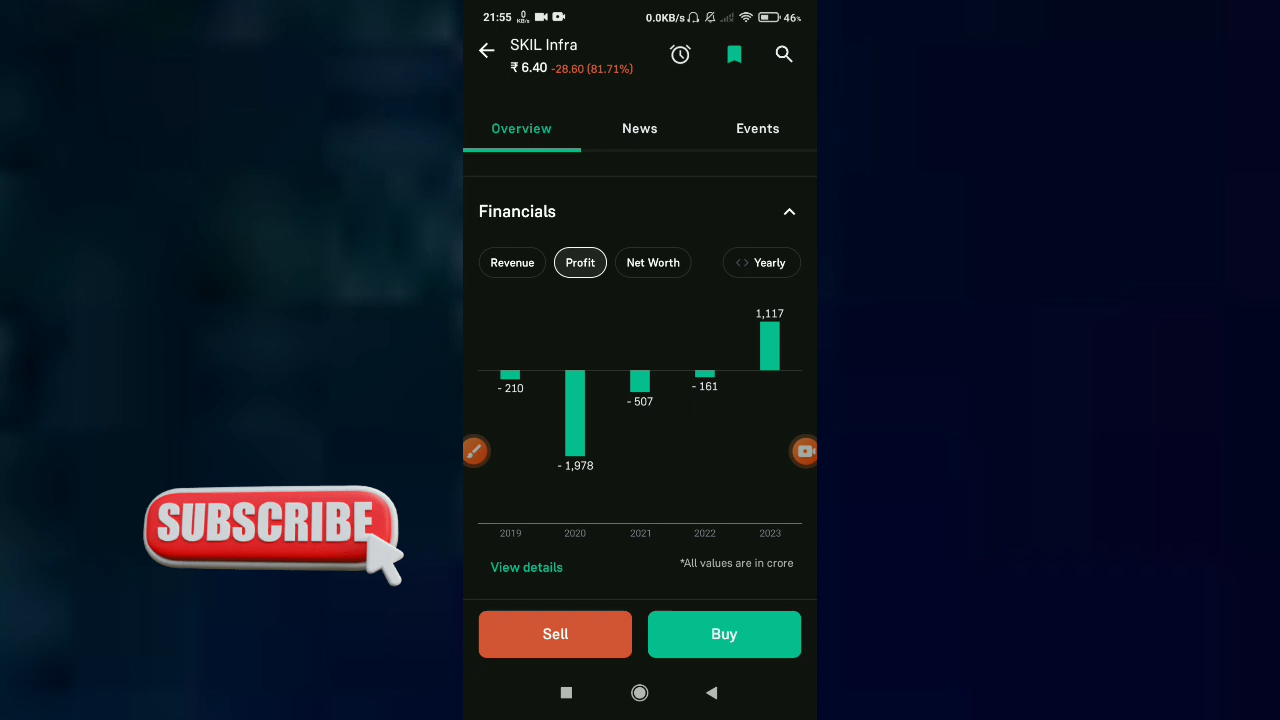 21:55 0 KB/s 0.0KB/s 46%
SKIL Infra
₹ 6.40 -28.60 (81.71%)
Overview News Events
Financials
Revenue Profit Net Worth <> Yearly
1,117
- 210
- 161
- 507
- 1,978
2019 2020 2021 2022 2023
View details *All values are in crore
Sell Buy
SUBSCRIBE